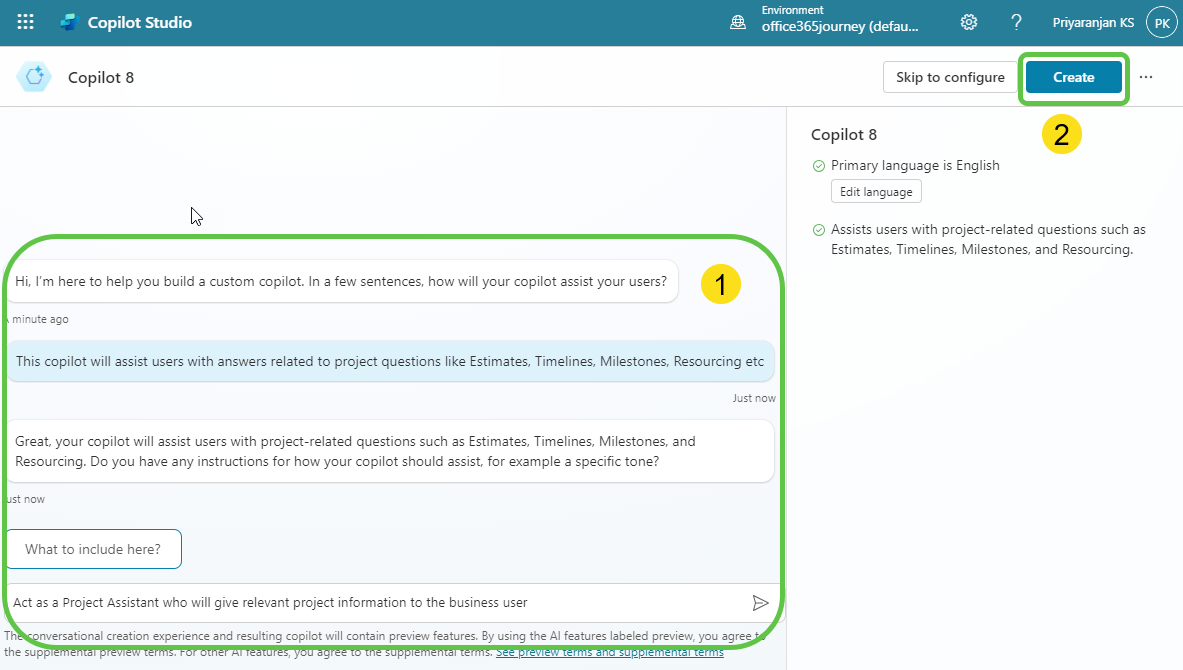 Copilot Studio
Environment
office365journey (defau...
?
Priyaranjan KS
PK
Copilot 8
Skip to configure
Create
...
2
Copilot 8
Primary language is English
Edit language
Assists users with project-related questions such as
Estimates, Timelines, Milestones, and Resourcing.
Hi, I'm here to help you build a custom copilot. In a few sentences, how will your copilot assist your users?
1
A minute ago
This copilot will assist users with answers related to project questions like Estimates, Timelines, Milestones, Resourcing etc
Just now
Great, your copilot will assist users with project-related questions such as Estimates, Timelines, Milestones, and
Resourcing. Do you have any instructions for how your copilot should assist, for example a specific tone?
Just now
What to include here?
Act as a Project Assistant who will give relevant project information to the business user
The conversational creation experience and resulting copilot will contain preview features. By using the AI features labeled preview, you agree to
the supplemental preview terms. For other AI features, you agree to the supplemental terms. See preview terms and supplemental terms